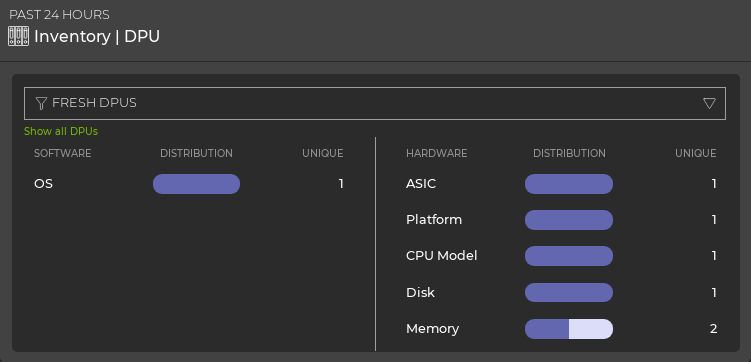 PAST 24 HOURS
Inventory | DPU
FRESH DPUS
Show all DPUs
SOFTWARE DISTRIBUTION UNIQUE
OS 1
HARDWARE DISTRIBUTION UNIQUE
ASIC 1
Platform 1
CPU Model 1
Disk 1
Memory 2